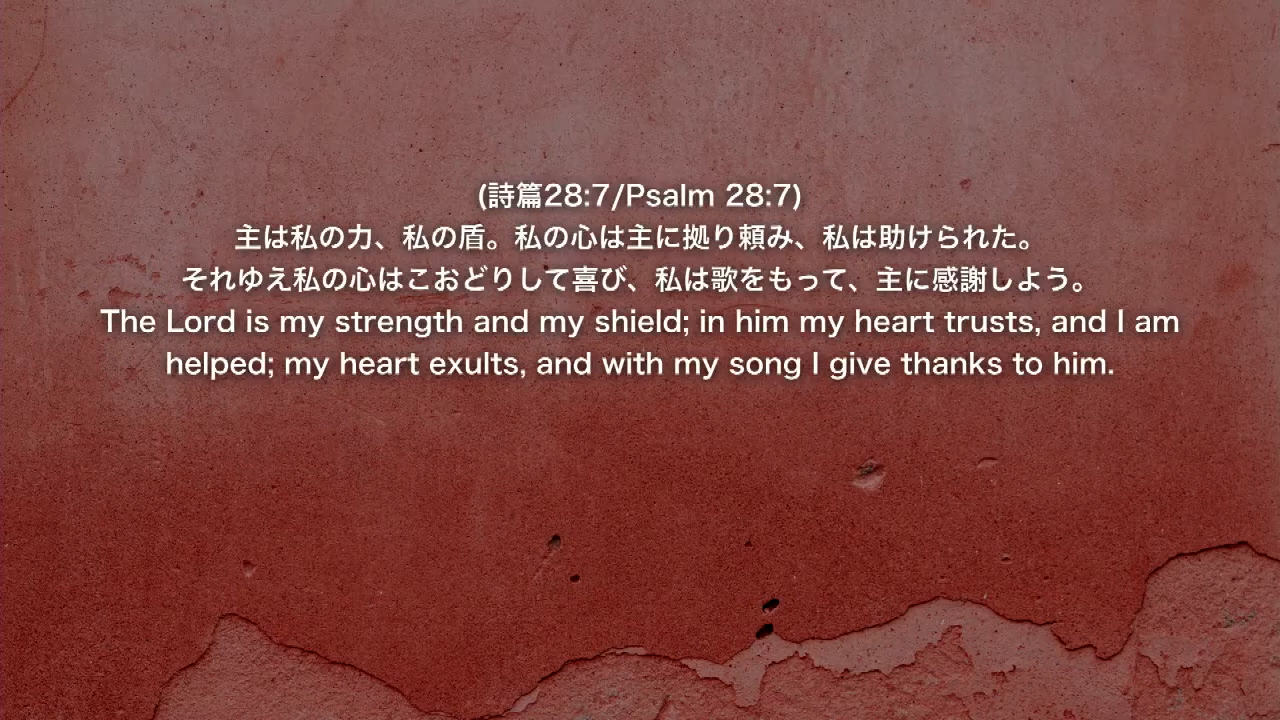 (詩篇28:7/Psalm 28:7)
主は私の力、私の盾。私の心は主に拠り頼み、私は助けられた。
それゆえ私の心はこおどりして喜び、私は歌をもって、主に感謝しよう。
The Lord is my strength and my shield; in him my heart trusts, and I am
helped; my heart exults, and with my song I give thanks to him.